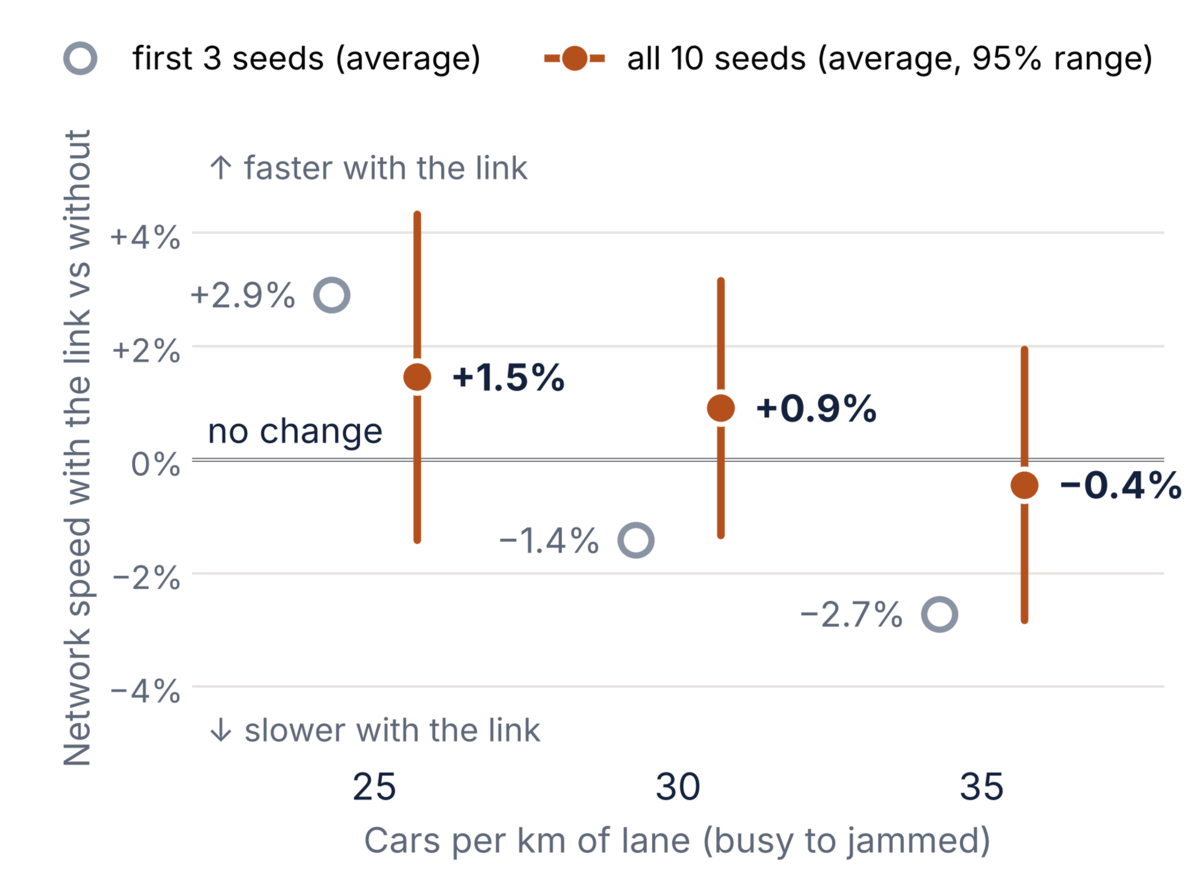 first 3 seeds (average)
all 10 seeds (average, 95% range)
Network speed with the link vs without
↑ faster with the link
+4%
+2.9%
+2%
+1.5%
+0.9%
no change
0%
−0.4%
−1.4%
−2%
−2.7%
−4%
↓ slower with the link
25 30 35
Cars per km of lane (busy to jammed)